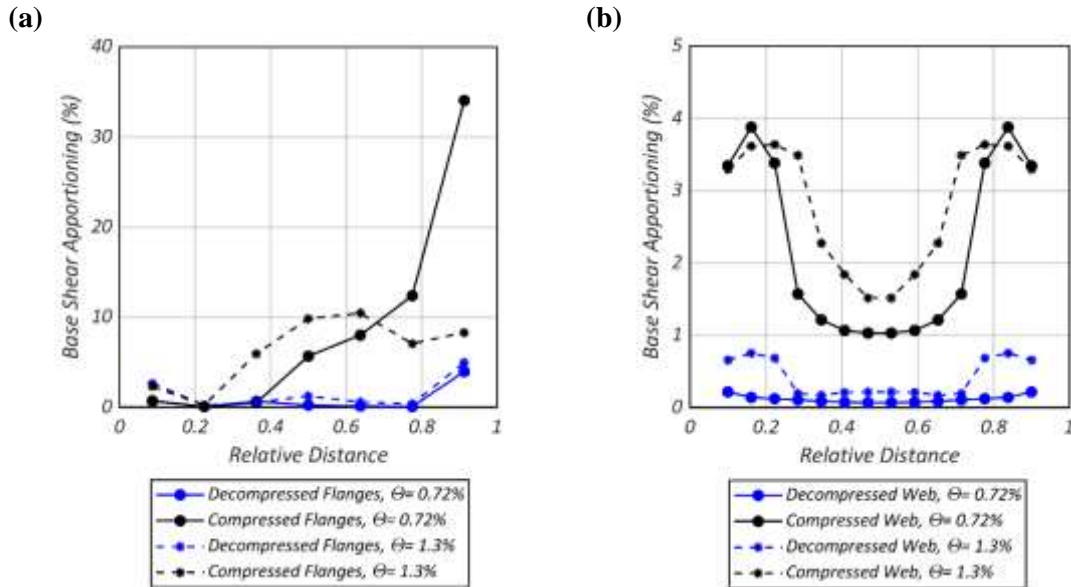 (a)
40
30
20
10
0
0
0.2
0.4
0.6
0.8
1
Base Shear Apportioning (%)
Relative Distance
Decompressed Flanges, Θ= 0.72%
Compressed Flanges, Θ= 0.72%
Decompressed Flanges, Θ= 1.3%
Compressed Flanges, Θ= 1.3%
(b)
5
4
3
2
1
0
0
0.2
0.4
0.6
0.8
1
Base Shear Apportioning (%)
Relative Distance
Decompressed Web, Θ= 0.72%
Compressed Web, Θ= 0.72%
Decompressed Web, Θ= 1.3%
Compressed Web, Θ= 1.3%